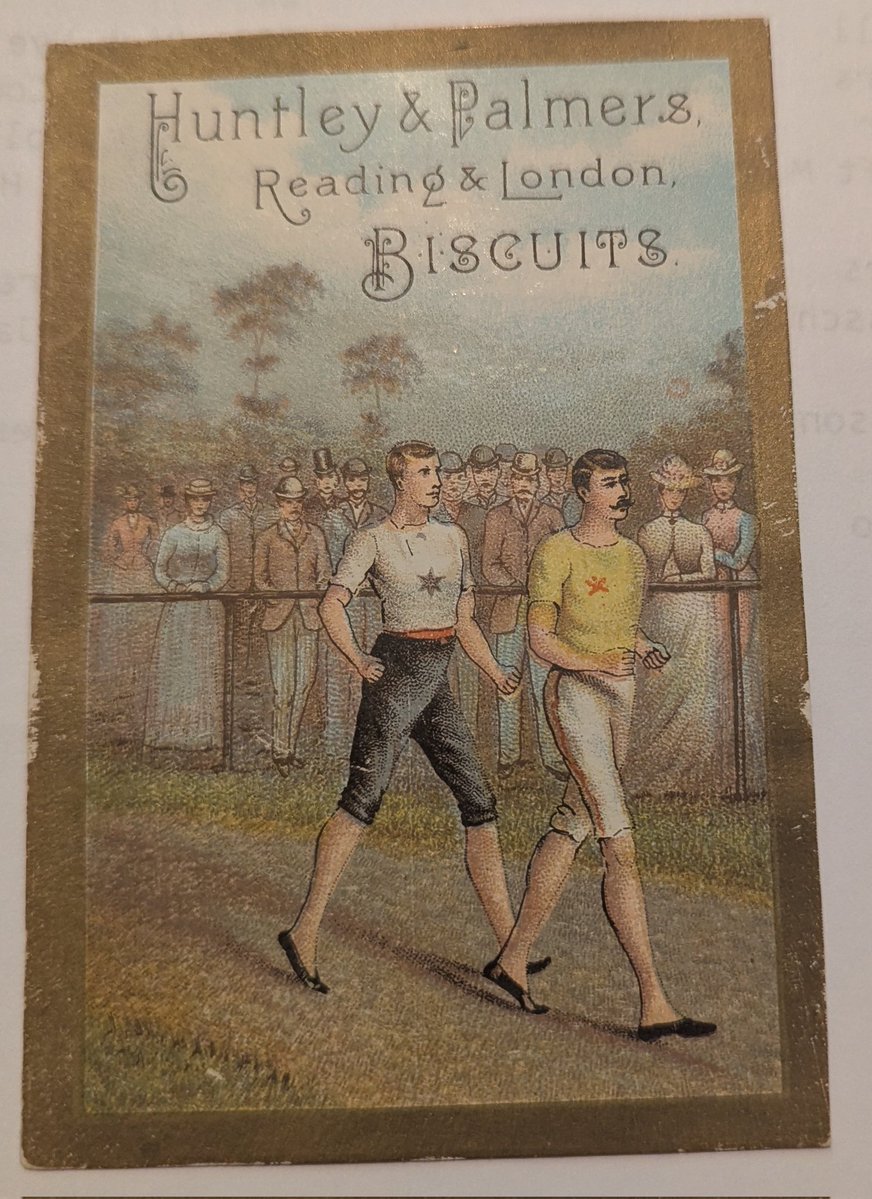 Huntley & Palmers,
Reading & London,
Biscuits.